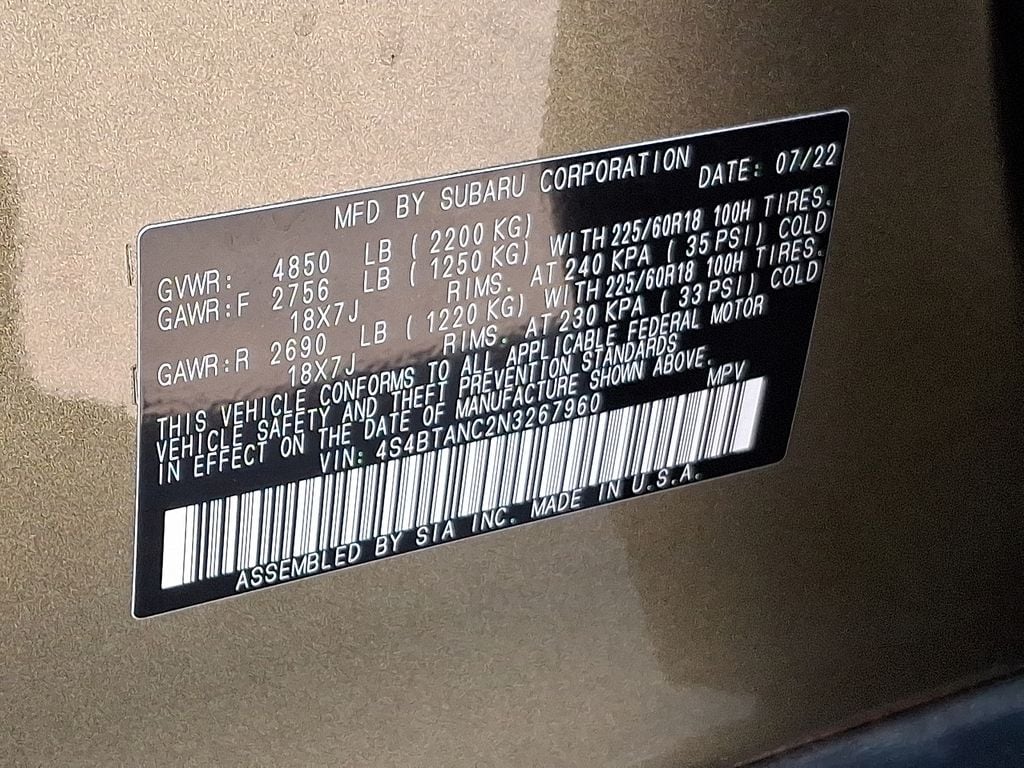 MFD BY SUBARU CORPORATION DATE: 07/22
GVWR: 4850 LB ( 2200 KG)
GAWR:F 2756 LB ( 1250 KG) WITH 225/60R18 100H TIRES.
18X7J RIMS. AT 240 KPA ( 35 PSI) COLD
GAWR:R 2690 LB ( 1220 KG) WITH 225/60R18 100H TIRES.
18X7J RIMS. AT 230 KPA ( 33 PSI) COLD
THIS VEHICLE CONFORMS TO ALL APPLICABLE FEDERAL MOTOR
VEHICLE SAFETY AND THEFT PREVENTION STANDARDS
IN EFFECT ON THE DATE OF MANUFACTURE SHOWN ABOVE.
VIN: 4S4BTANC2N3267960 MPV
ASSEMBLED BY SIA INC. MADE IN U.S.A.